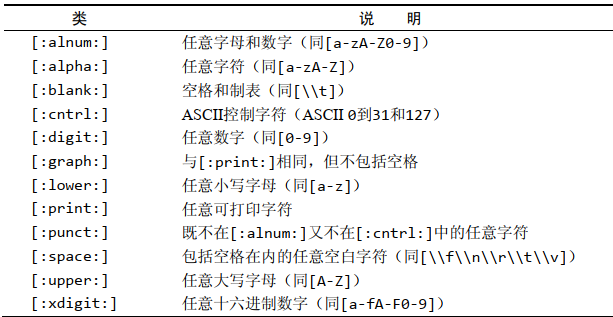 类 说 明
[:alnum:] 任意字母和数字（同[a-zA-Z0-9]）
[:alpha:] 任意字符（同[a-zA-Z]）
[:blank:] 空格和制表（同[\\t]）
[:cntrl:] ASCII控制字符（ASCII 0到31和127）
[:digit:] 任意数字（同[0-9]）
[:graph:] 与[:print:]相同，但不包括空格
[:lower:] 任意小写字母（同[a-z]）
[:print:] 任意可打印字符
[:punct:] 既不在[:alnum:]又不在[:cntrl:]中的任意字符
[:space:] 包括空格在内的任意空白字符（同[\\f\\n\\r\\t\\v]）
[:upper:] 任意大写字母（同[A-Z]）
[:xdigit:] 任意十六进制数字（同[a-fA-F0-9]）